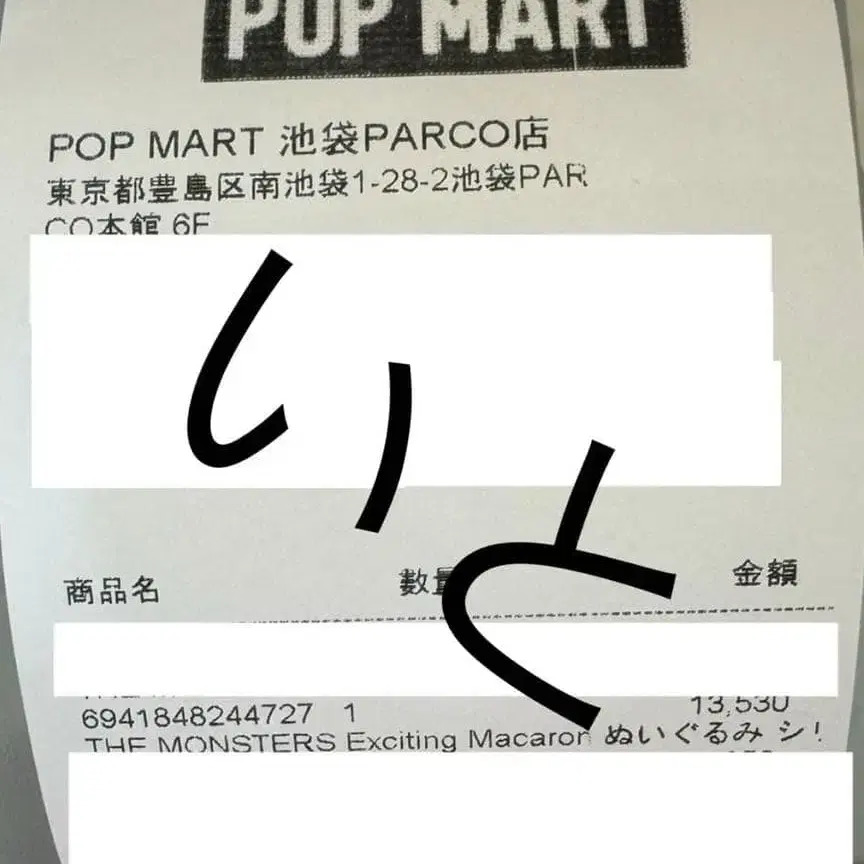 POP MART
POP MART 池袋PARCO店
東京都豊島区南池袋1-28-2池袋PAR
CO本館 6F
りと
商品名 数量 金額
13,530
6941848244727 1
THE MONSTERS Exciting Macaron ぬいぐるみ シリ